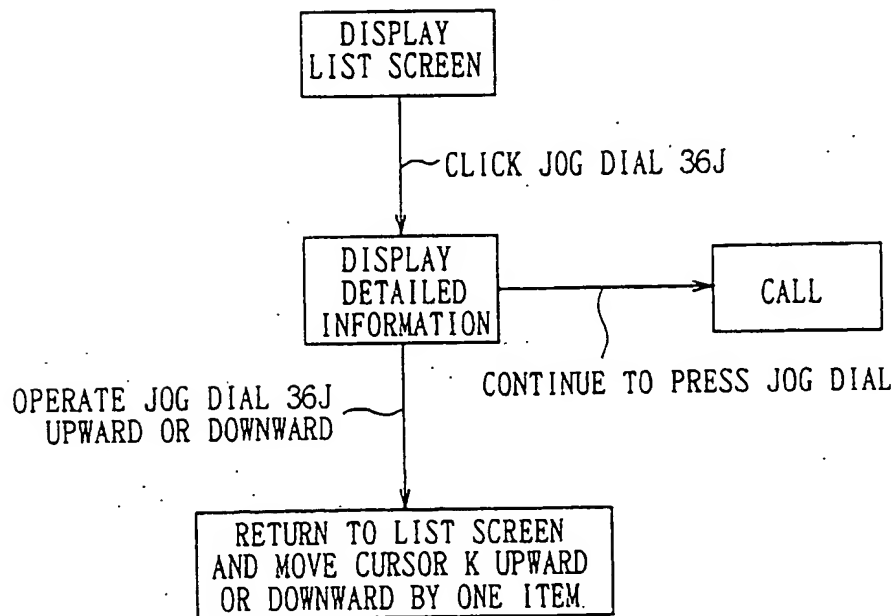 DISPLAY
LIST SCREEN
CLICK JOG DIAL 36J
DISPLAY
DETAILED
INFORMATION
CALL
CONTINUE TO PRESS JOG DIAL
OPERATE JOG DIAL 36J
UPWARD OR DOWNWARD
RETURN TO LIST SCREEN
AND MOVE CURSOR K UPWARD
OR DOWNWARD BY ONE ITEM.